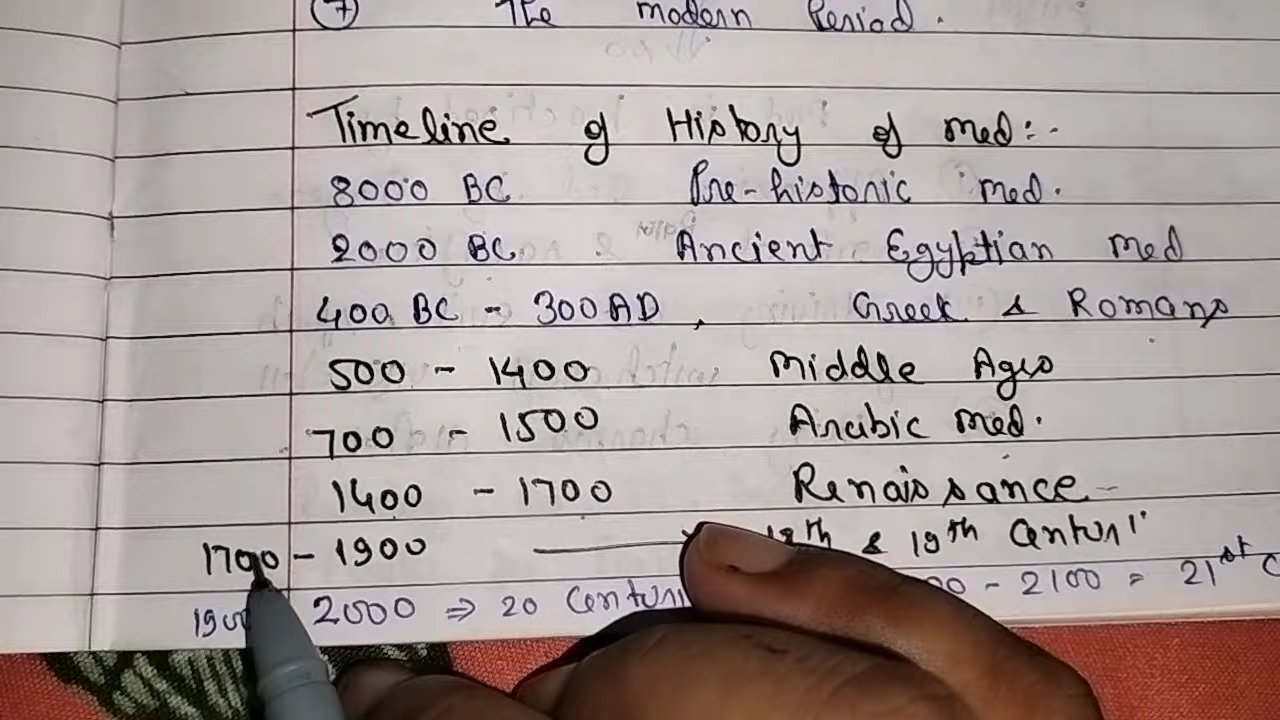 ⑦ The modern Period.
Timeline of History of med:-
8000 BC Pre-historic med.
2000 BC Ancient Egyptian med
400 BC - 300 AD, Greek & Romans
500 - 1400 Middle Ages
700 - 1500 Arabic med.
1400 - 1700 Renaissance
1700 - 1900 18th & 19th
2000 ⇒ 20 - 2100 = 21st C